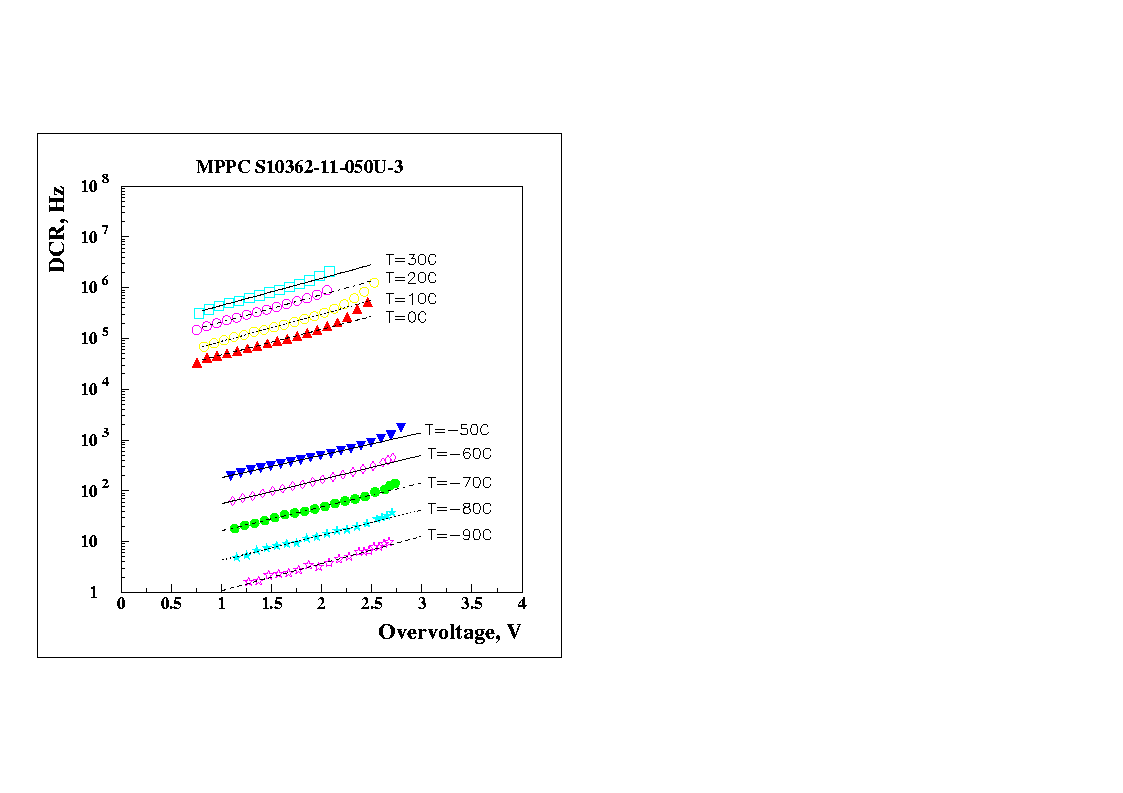 MPPC S10362-11-050U-3
DCR, Hz
10 8
10 7
10 6
10 5
10 4
10 3
10 2
10
1
T=30C
T=20C
T=10C
T=0C
T=−50C
T=−60C
T=−70C
T=−80C
T=−90C
0 0.5 1 1.5 2 2.5 3 3.5 4
Overvoltage, V